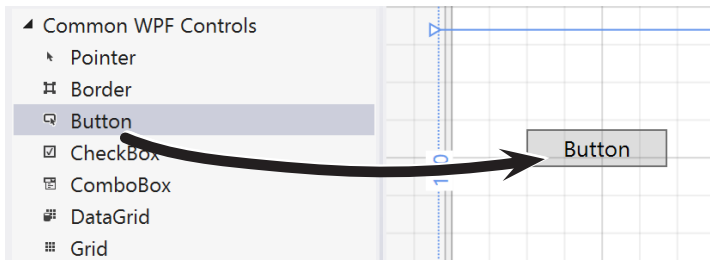 Common WPF Controls
Pointer
Border
Button
CheckBox
ComboBox
DataGrid
Grid
Button